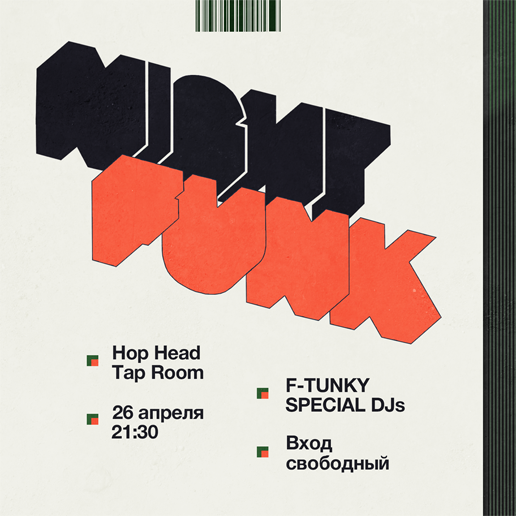 NIGHT
FUNK
Hop Head
Tap Room
26 апреля
21:30
F-TUNKY
SPECIAL DJs
Вход
свободный